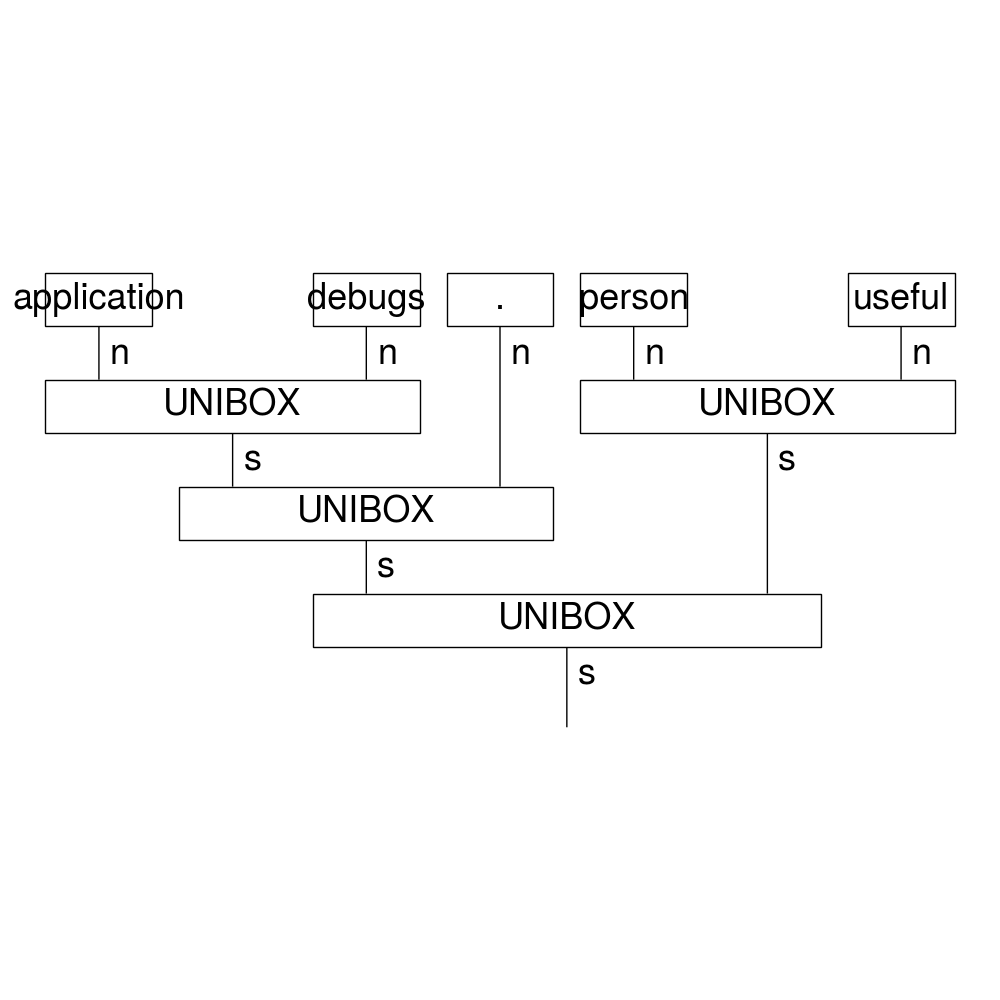 application debugs . person useful
n n n n n
UNIBOX UNIBOX
s s
UNIBOX
s
UNIBOX
s